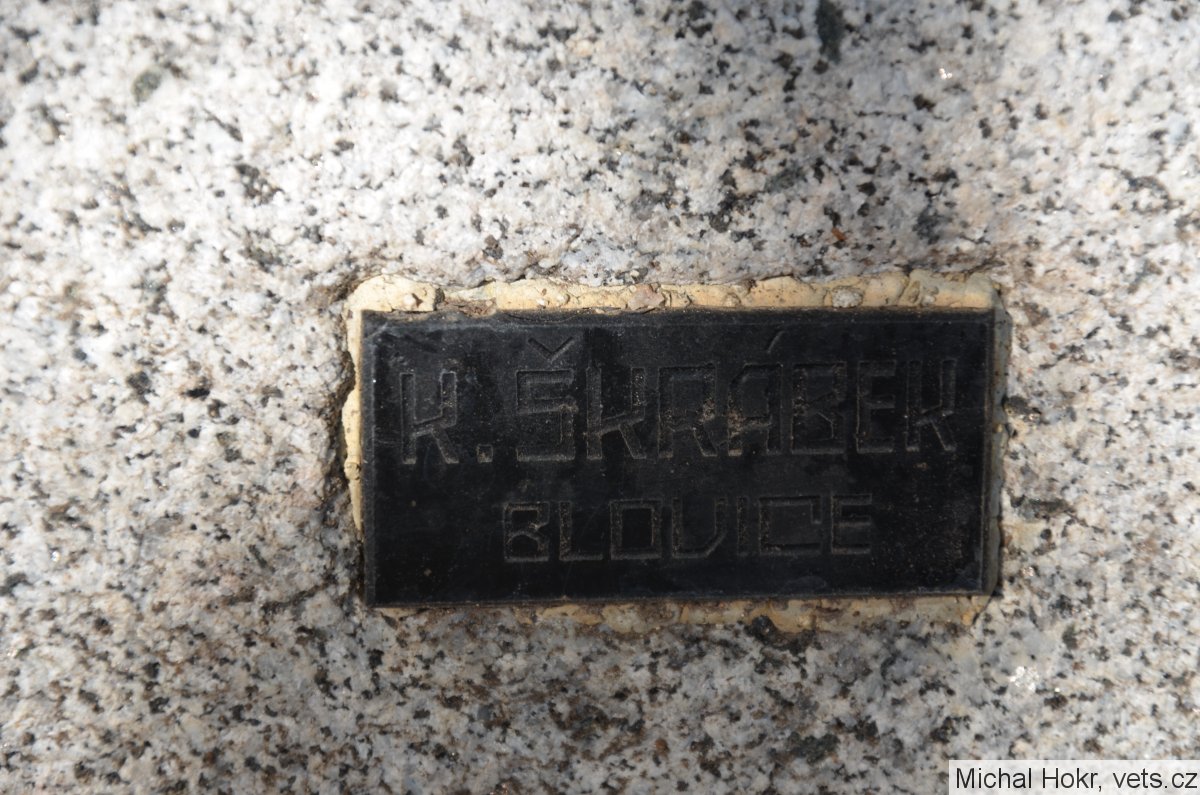 K. ŠKRÁBEK
BLOVICE
Michal Hokr, vets.cz